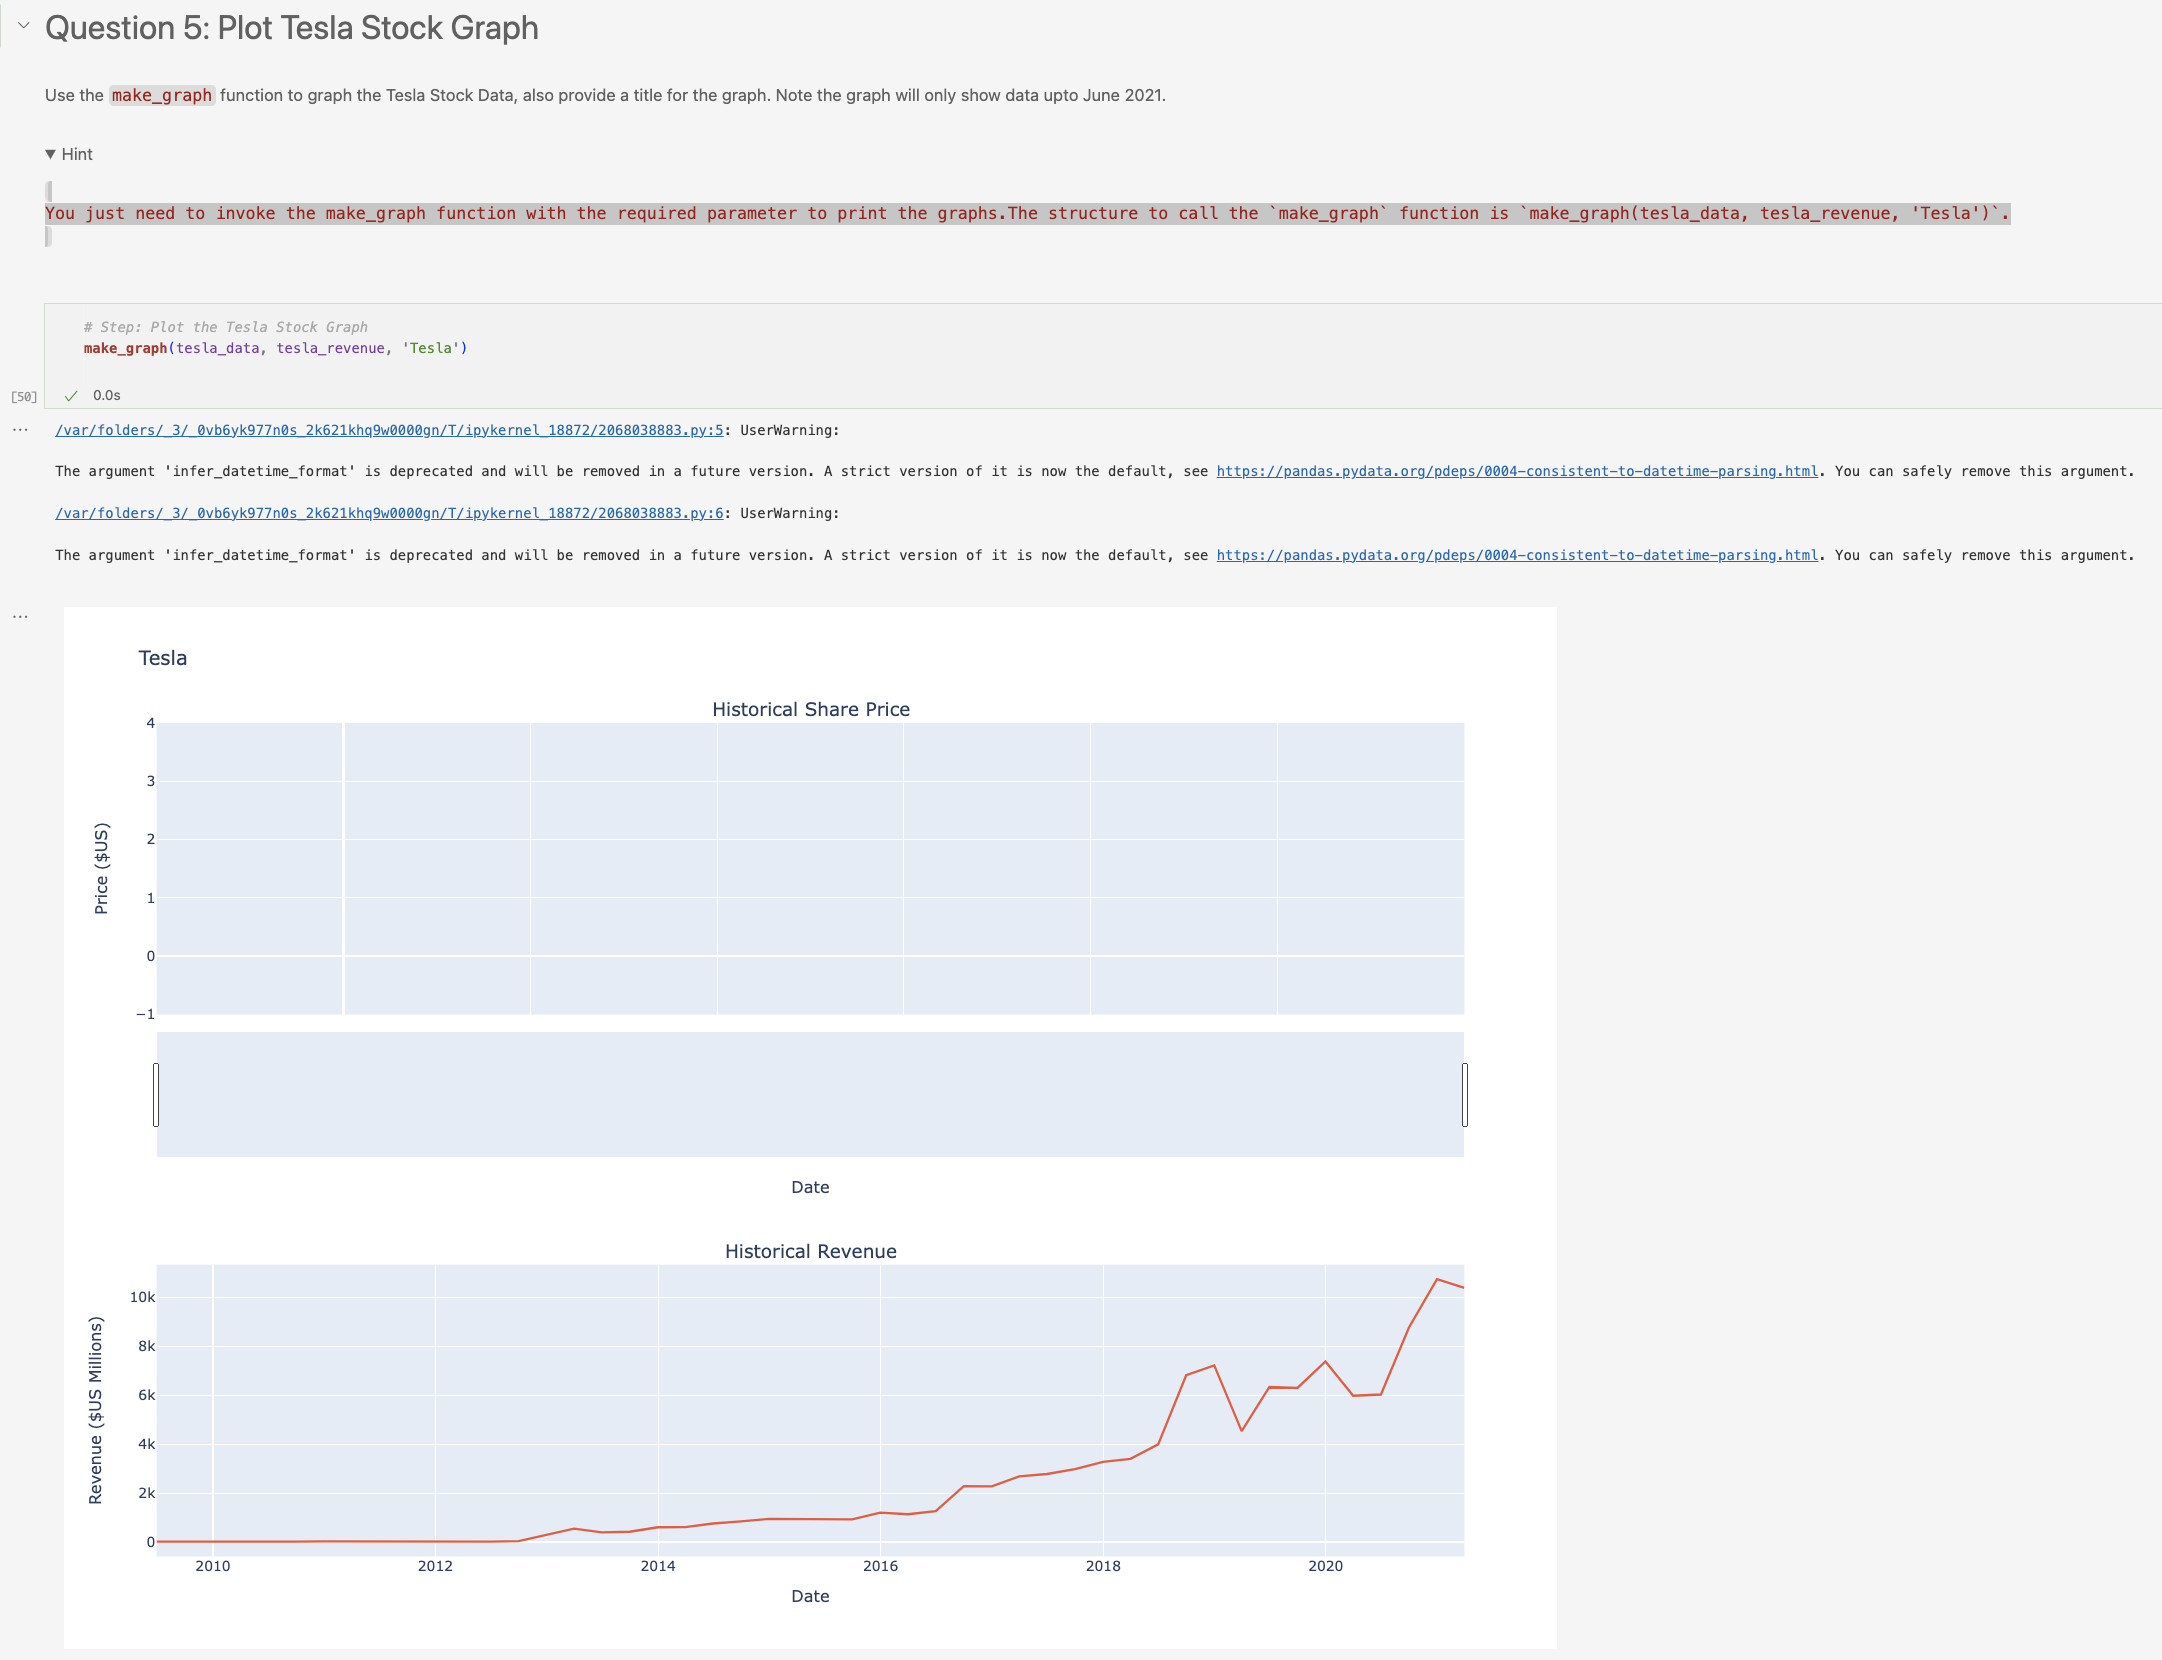 Question 5: Plot Tesla Stock Graph
Use the make_graph function to graph the Tesla Stock Data, also provide a title for the graph. Note the graph will only show data upto June 2021.
▼ Hint
You just need to invoke the make_graph function with the required parameter to print the graphs.The structure to call the `make_graph` function is `make_graph(tesla_data, tesla_revenue, 'Tesla')`.
# Step: Plot the Tesla Stock Graph
make_graph(tesla_data, tesla_revenue, 'Tesla')
[50] ✓ 0.0s
... /var/folders/_3/_0vb6yk977n0s_2k621khq9w0000gn/T/ipykernel_18872/2068038883.py:5: UserWarning:
The argument 'infer_datetime_format' is deprecated and will be removed in a future version. A strict version of it is now the default, see https://pandas.pydata.org/pdeps/0004-consistent-to-datetime-parsing.html. You can safely remove this argument.
/var/folders/_3/_0vb6yk977n0s_2k621khq9w0000gn/T/ipykernel_18872/2068038883.py:6: UserWarning:
The argument 'infer_datetime_format' is deprecated and will be removed in a future version. A strict version of it is now the default, see https://pandas.pydata.org/pdeps/0004-consistent-to-datetime-parsing.html. You can safely remove this argument.
...
Tesla
Historical Share Price
4
3
2
1
0
−1
Price ($US)
Date
Historical Revenue
10k
8k
6k
4k
2k
0
Revenue ($US Millions)
2010 2012 2014 2016 2018 2020
Date